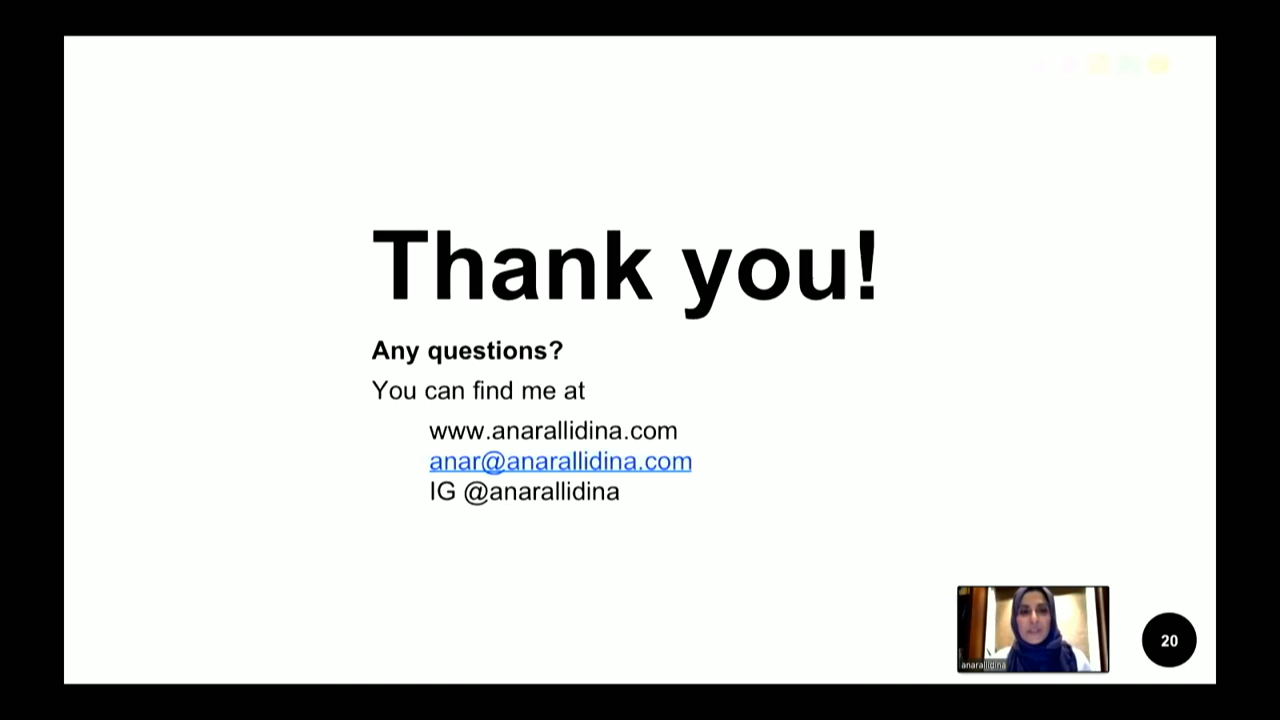 Thank you!
Any questions?
You can find me at
www.anarallidina.com
anar@anarallidina.com
IG @anarallidina
anarallidina
20